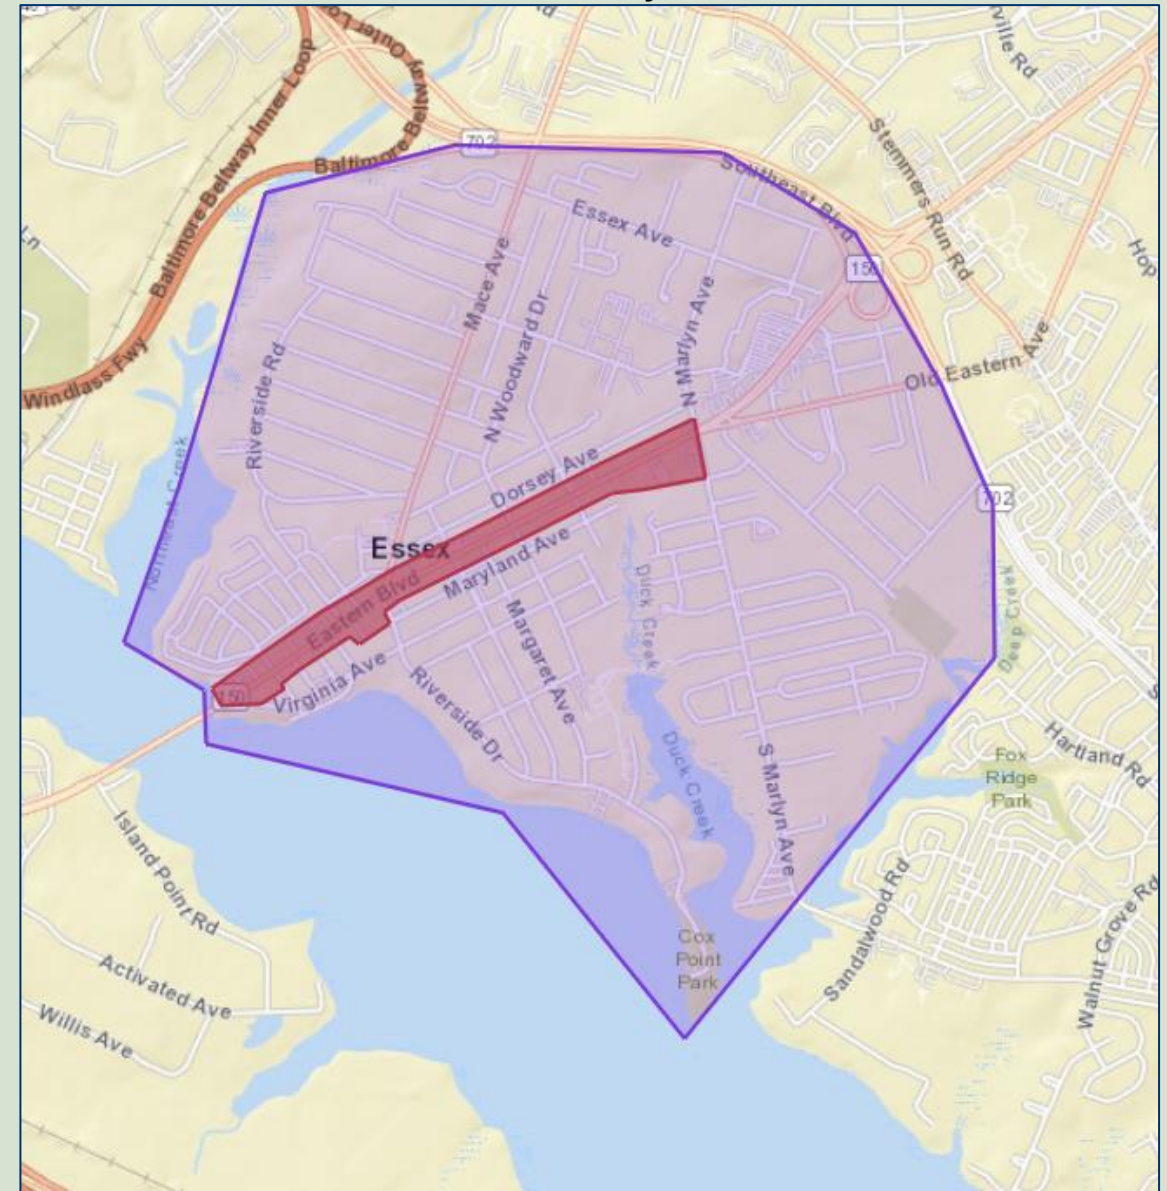 Baltimore Beltway Inner Loop
Baltimore Beltway
702
Southeast Blvd
Stemmers Run Rd
Rd
Essex Ave
150
Hop
Ln
Mace Ave
N Woodward Dr
N Marlyn Ave
Windlass Fwy
Riverside Rd
Old Eastern Ave
Northeast Creek
Dorsey Ave
702
Essex
Maryland Ave
Eastern Blvd
Duck Creek
Deep Creek
Margaret Ave
150
Virginia Ave
Riverside Dr
Duck Creek
S Marlyn Ave
Hartland Rd
Fox
Ridge
Park
Island Point Rd
Sandalwood Rd
Walnut Grove Rd
Cox
Point
Park
Activated Ave
Willis Ave